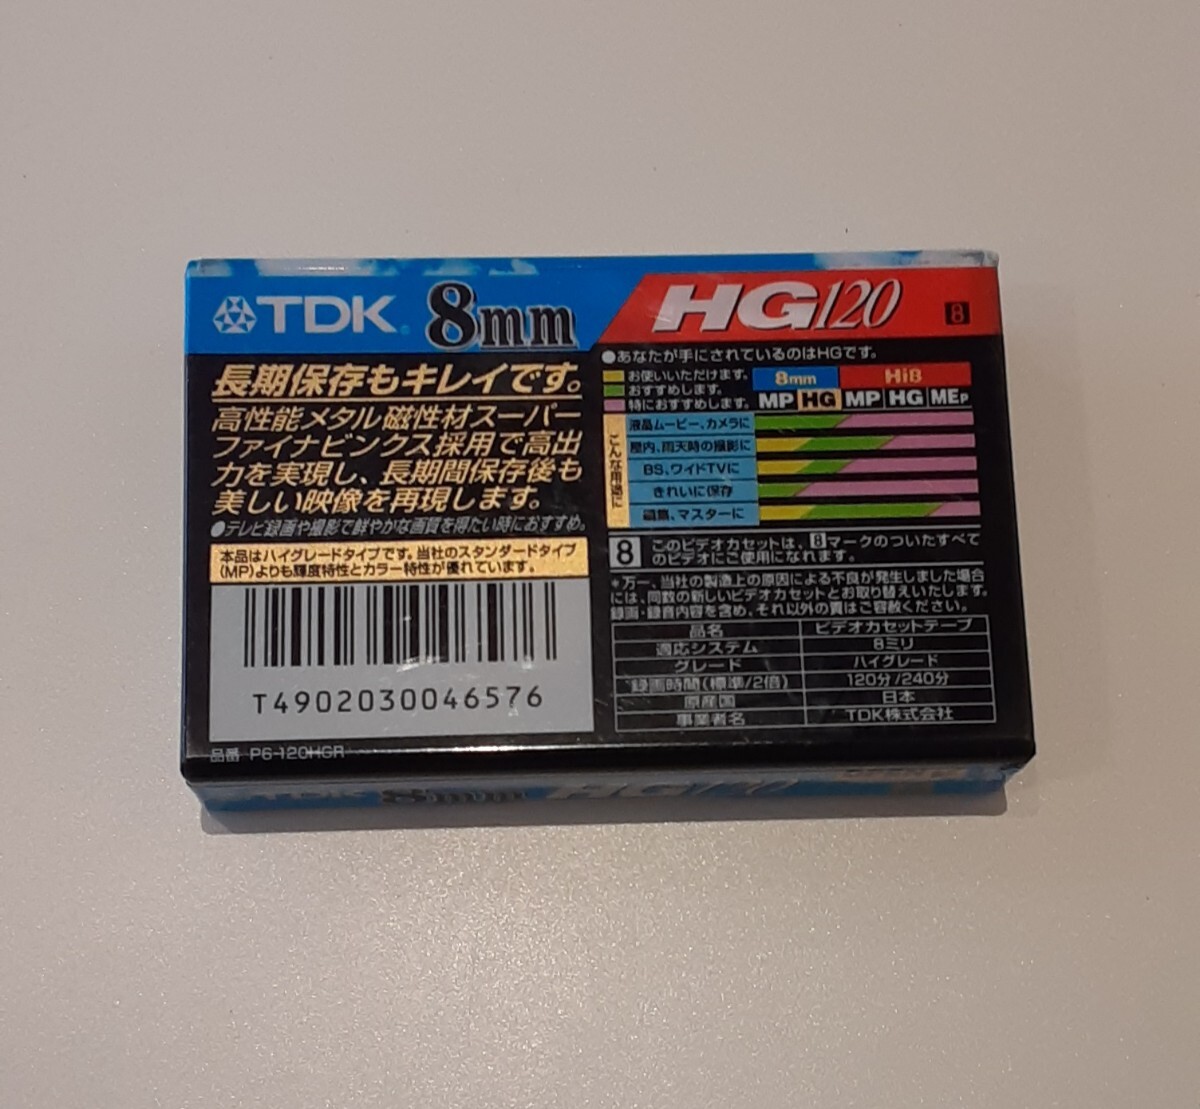 TDK 8mm HG120 8
長期保存もキレイです。
高性能メタル磁性材スーパー
ファイナビンクス採用で高出
力を実現し、長期間保存後も
美しい映像を再現します。
●テレビ録画や撮影で鮮やかな画質を得たい時におすすめ。
本品はハイグレードタイプです。当社のスタンダードタイプ
(MP)よりも輝度特性とカラー特性が優れています。
T4902030046576
品番 P6-120HGR
●あなたが手にされているのはHGです。
お使いいただけます。
おすすめします。
特におすすめします。
8mm Hi8
MP HG MP HG MEP
こんな用途に
液晶ムービー、カメラに
屋内、雨天時の撮影に
BS、ワイドTVに
きれいに保存
編集、マスターに
8 このビデオカセットは、8マークのついたすべて
のビデオにご使用になれます。
*万一、当社の製造上の原因による不良が発生しました場合
には、同数の新しいビデオカセットとお取り替えいたします。
録画・録音内容を含め、それ以外の責はご容赦ください。
品名 ビデオカセットテープ
適応システム 8ミリ
グレード ハイグレード
録画時間(標準/2倍) 120分/240分
原産国 日本
事業者名 TDK株式会社
TDK 8mm HG120